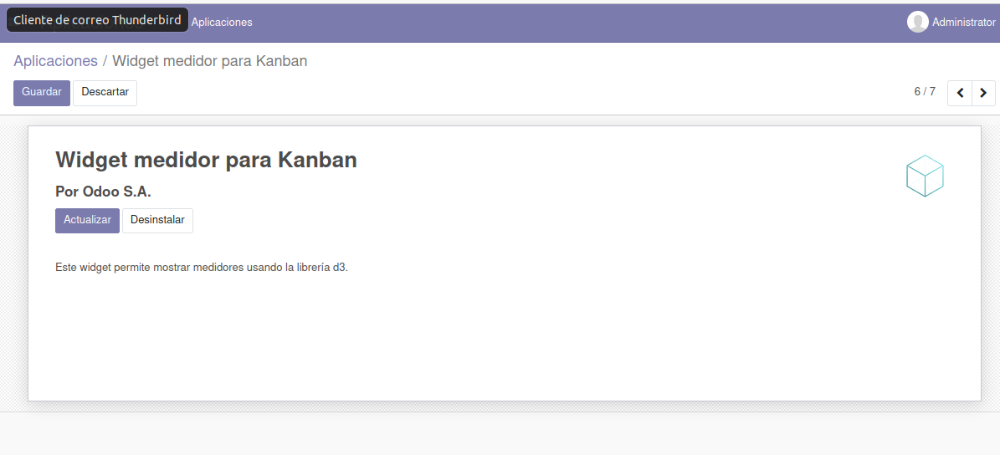 Cliente de correo Thunderbird
Aplicaciones
Administrator
Aplicaciones / Widget medidor para Kanban
Guardar Descartar
6 / 7
Widget medidor para Kanban
Por Odoo S.A.
Actualizar Desinstalar
Este widget permite mostrar medidores usando la librería d3.